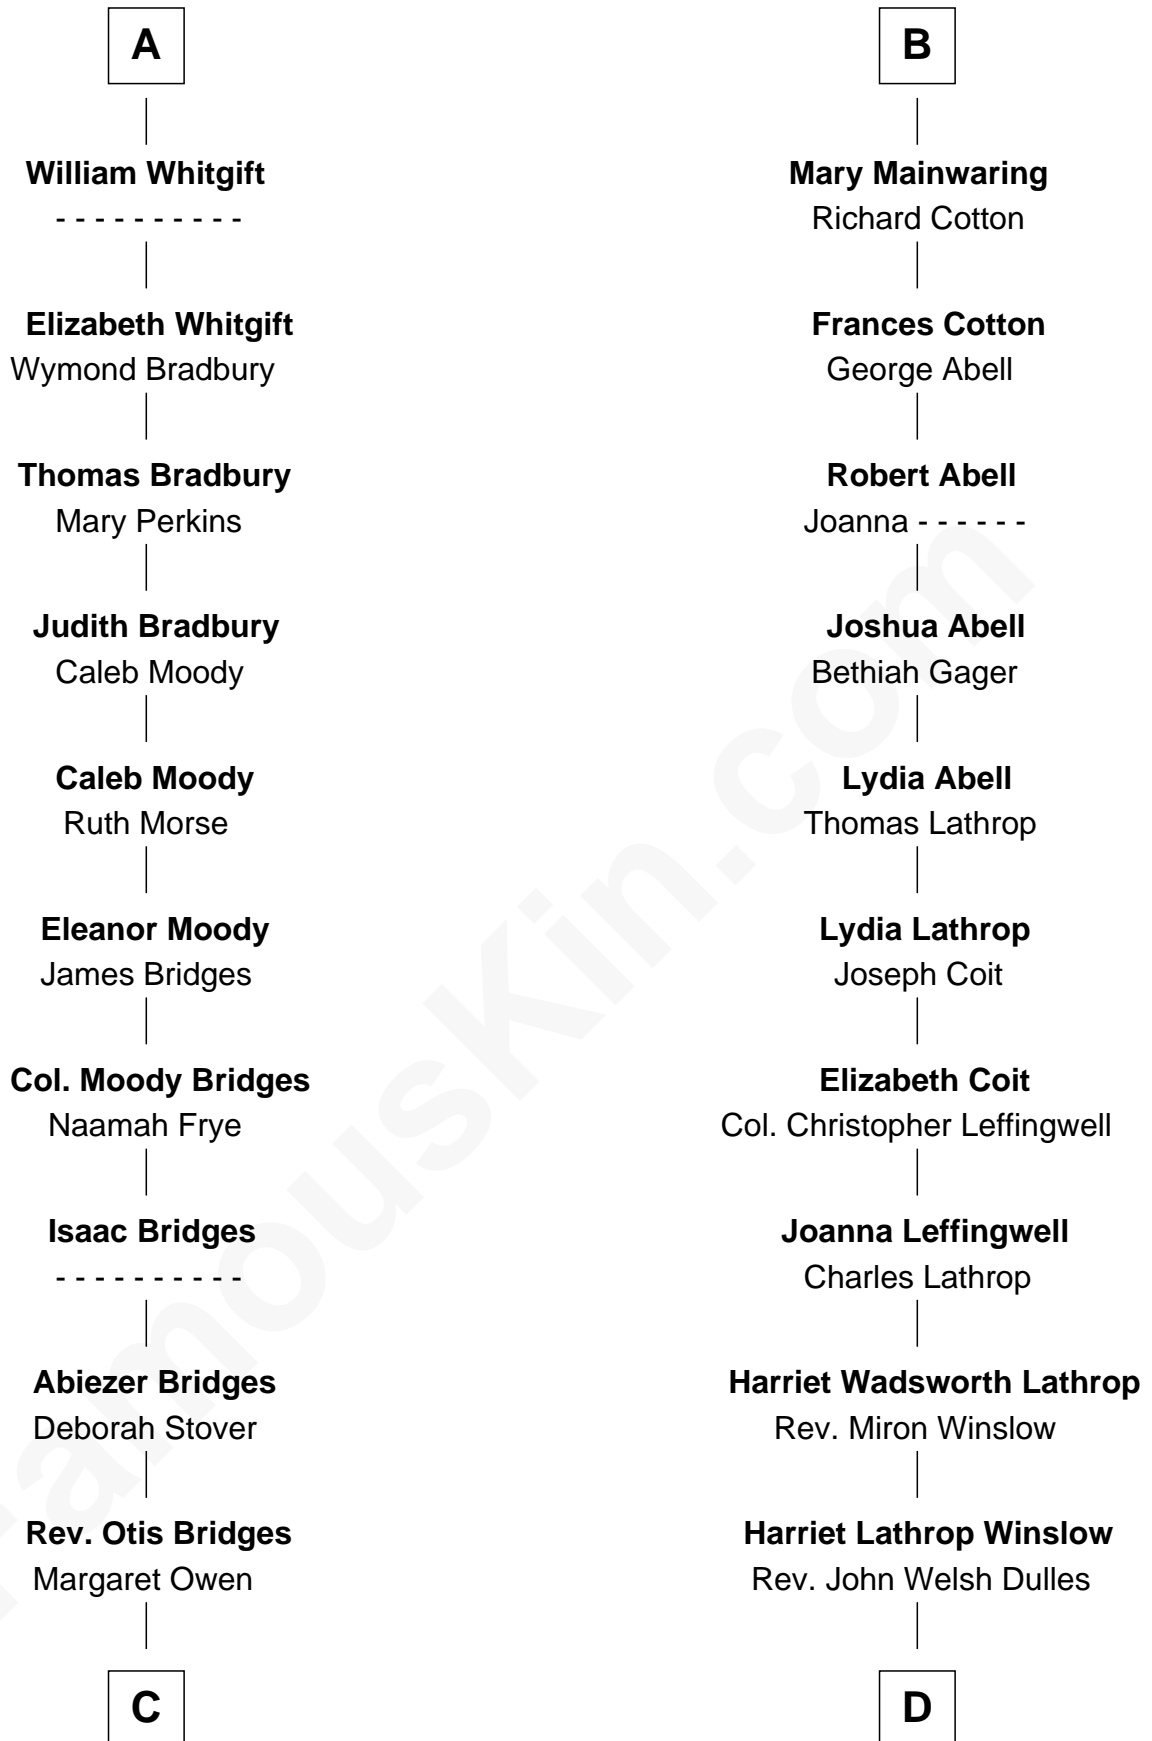 A
William Whitgift
- - - - - - - - - -
Elizabeth Whitgift
Wymond Bradbury
Thomas Bradbury
Mary Perkins
Judith Bradbury
Caleb Moody
Caleb Moody
Ruth Morse
Eleanor Moody
James Bridges
Col. Moody Bridges
Naamah Frye
Isaac Bridges
- - - - - - - - - -
Abiezer Bridges
Deborah Stover
Rev. Otis Bridges
Margaret Owen
C
B
Mary Mainwaring
Richard Cotton
Frances Cotton
George Abell
Robert Abell
Joanna - - - - - -
Joshua Abell
Bethiah Gager
Lydia Abell
Thomas Lathrop
Lydia Lathrop
Joseph Coit
Elizabeth Coit
Col. Christopher Leffingwell
Joanna Leffingwell
Charles Lathrop
Harriet Wadsworth Lathrop
Rev. Miron Winslow
Harriet Lathrop Winslow
Rev. John Welsh Dulles
D
FamousKin.com